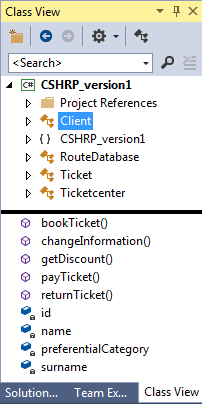 Class View
<Search>
C# CSHRP_version1
Project References
Client
{ } CSHRP_version1
RouteDatabase
Ticket
Ticketcenter
bookTicket()
changeInformation()
getDiscount()
payTicket()
returnTicket()
id
name
preferentialCategory
surname
Solution... Team Ex... Class View